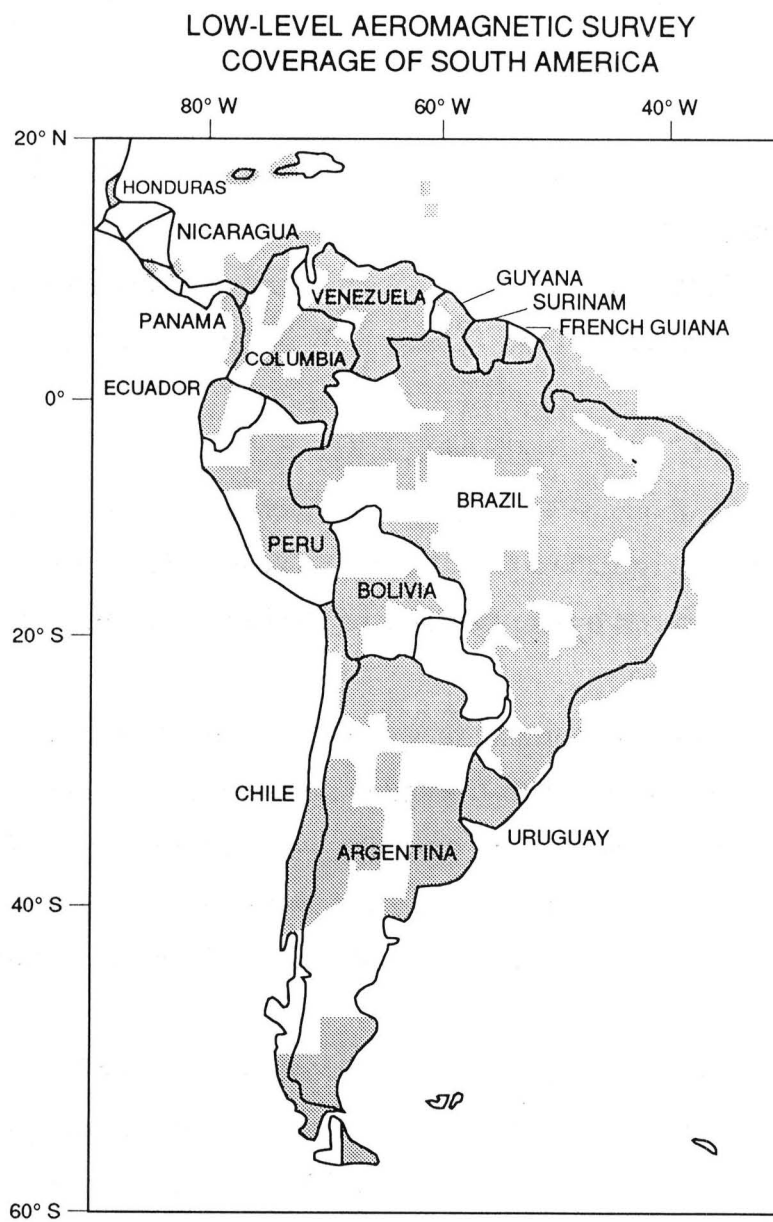 LOW-LEVEL AEROMAGNETIC SURVEY
COVERAGE OF SOUTH AMERICA
80° W
60° W
40° W
20° N
HONDURAS
NICARAGUA
GUYANA
VENEZUELA
SURINAM
PANAMA
FRENCH GUIANA
COLUMBIA
ECUADOR
0°
BRAZIL
PERU
BOLIVIA
20° S
CHILE
URUGUAY
ARGENTINA
40° S
60° S